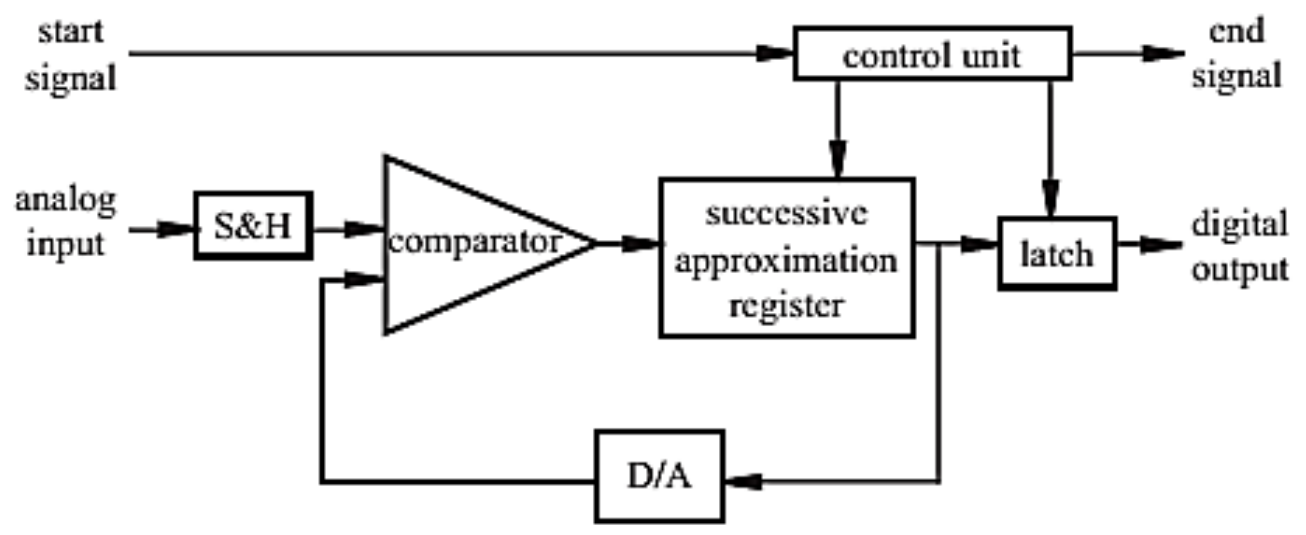 start
signal
control unit
end
signal
analog
input
S&H
comparator
successive
approximation
register
latch
digital
output
D/A